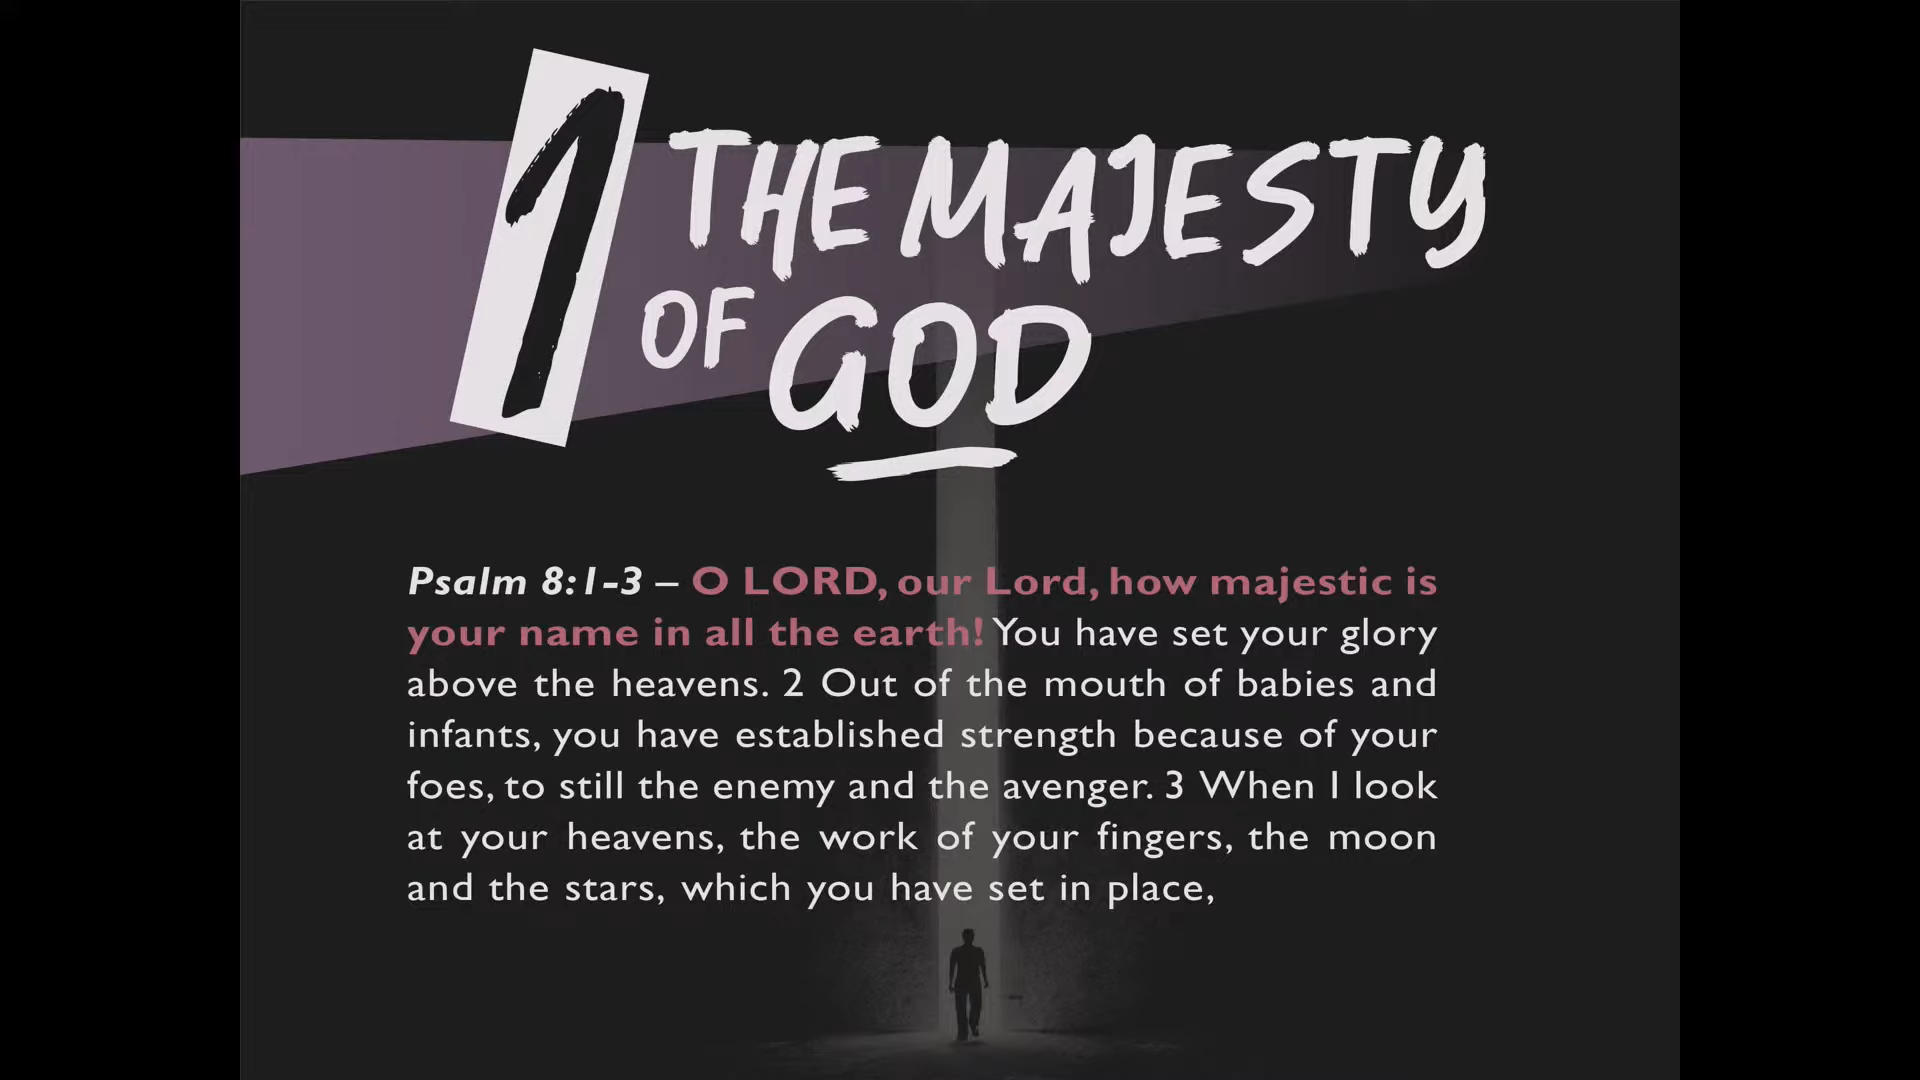 1 THE MAJESTY
OF GOD
Psalm 8:1-3 – O LORD, our Lord, how majestic is
your name in all the earth! You have set your glory
above the heavens. 2 Out of the mouth of babies and
infants, you have established strength because of your
foes, to still the enemy and the avenger. 3 When I look
at your heavens, the work of your fingers, the moon
and the stars, which you have set in place,